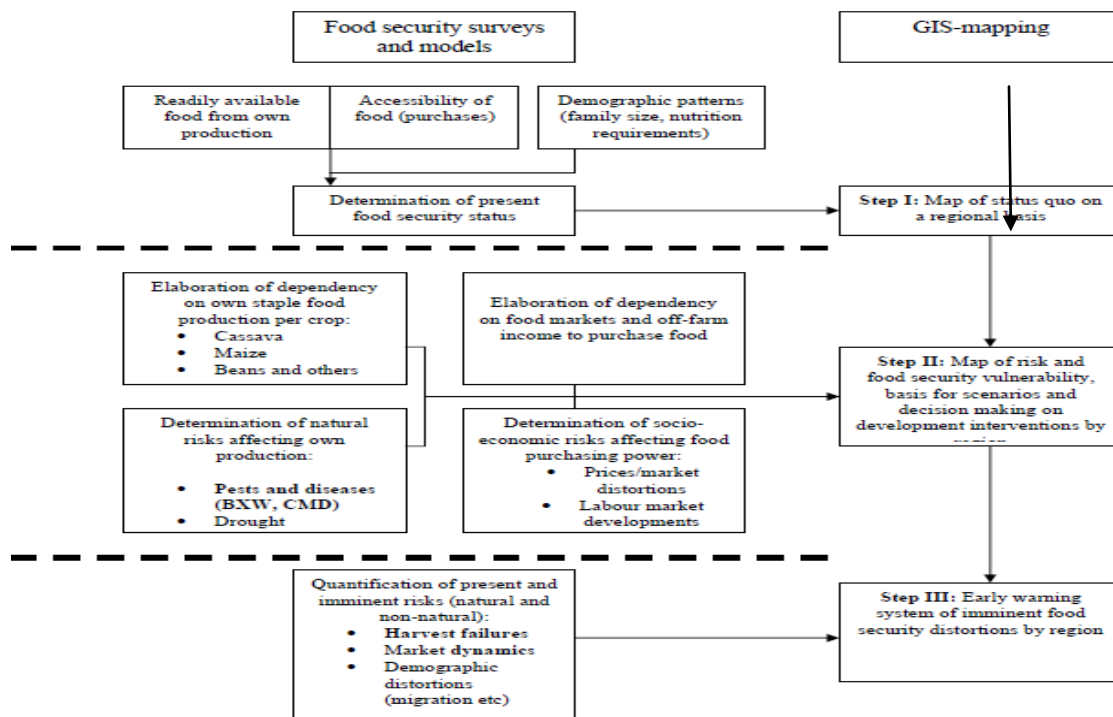 Food security surveys
and models
GIS-mapping
Readily available
food from own
production
Accessibility of
food (purchases)
Demographic patterns
(family size, nutrition
requirements)
Determination of present
food security status
Step I: Map of status quo on
a regional basis
Elaboration of dependency
on own staple food
production per crop:
• Cassava
• Maize
• Beans and others
Elaboration of dependency
on food markets and off-farm
income to purchase food
Step II: Map of risk and
food security vulnerability,
basis for scenarios and
decision making on
development interventions by
region
Determination of natural
risks affecting own
production:
• Pests and diseases
(BXW, CMD)
• Drought
Determination of socio-
economic risks affecting food
purchasing power:
• Prices/market
distortions
• Labour market
developments
Quantification of present and
imminent risks (natural and
non-natural):
• Harvest failures
• Market dynamics
• Demographic
distortions
(migration etc)
Step III: Early warning
system of imminent food
security distortions by region